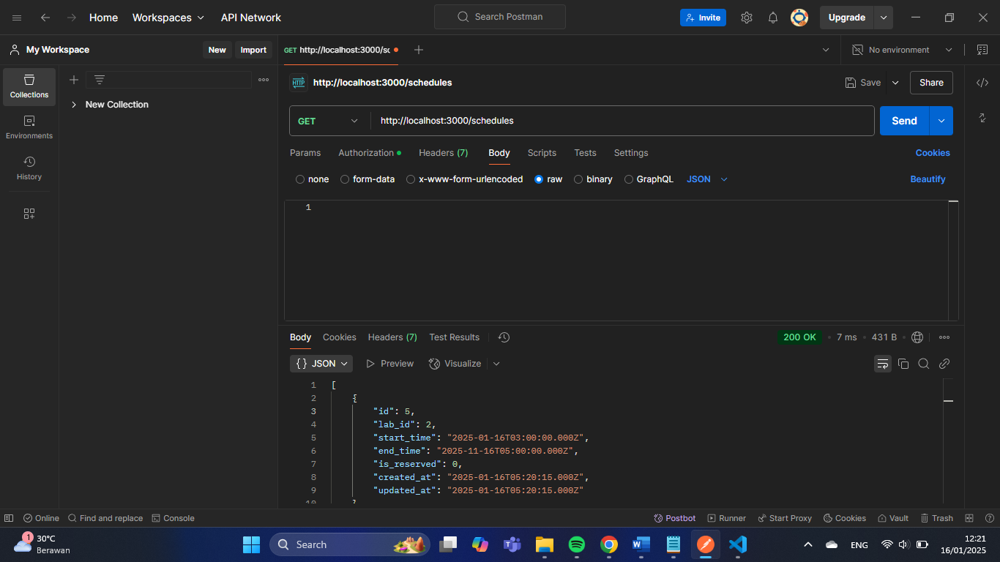 Home Workspaces API Network Search Postman Invite Upgrade
My Workspace New Import GET http://localhost:3000/sc No environment
Collections
New Collection
HTTP http://localhost:3000/schedules Save Share
GET http://localhost:3000/schedules Send
Environments
Params Authorization Headers (7) Body Scripts Tests Settings Cookies
History
none form-data x-www-form-urlencoded raw binary GraphQL JSON Beautify
1
Body Cookies Headers (7) Test Results 200 OK • 7 ms • 431 B
{} JSON Preview Visualize
1 [
2 {
3 "id": 5,
4 "lab_id": 2,
5 "start_time": "2025-01-16T03:00:00.000Z",
6 "end_time": "2025-11-16T05:00:00.000Z",
7 "is_reserved": 0,
8 "created_at": "2025-01-16T05:20:15.000Z",
9 "updated_at": "2025-01-16T05:20:15.000Z"
10 }
Online Find and replace Console Postbot Runner Start Proxy Cookies Vault Trash
1 30°C
Berawan
Search
ENG
12:21
16/01/2025